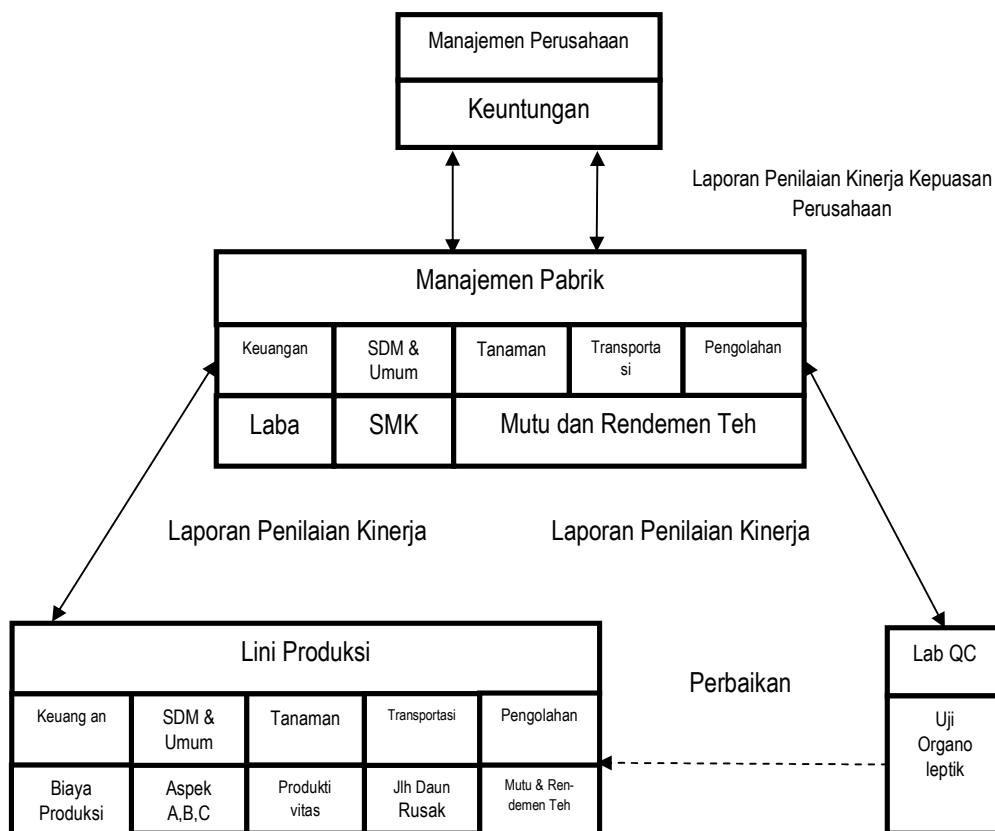 Manajemen Perusahaan
Keuntungan
Laporan Penilaian Kinerja Kepuasan
Perusahaan
Manajemen Pabrik
Keuangan
SDM &
Umum
Tanaman
Transporta
si
Pengolahan
Laba
SMK
Mutu dan Rendemen Teh
Laporan Penilaian Kinerja
Laporan Penilaian Kinerja
Lini Produksi
Keuang an
SDM &
Umum
Tanaman
Transportasi
Pengolahan
Biaya
Produksi
Aspek
A,B,C
Produkti
vitas
Jlh Daun
Rusak
Mutu & Ren-
demen Teh
Perbaikan
Lab QC
Uji
Organo
leptik